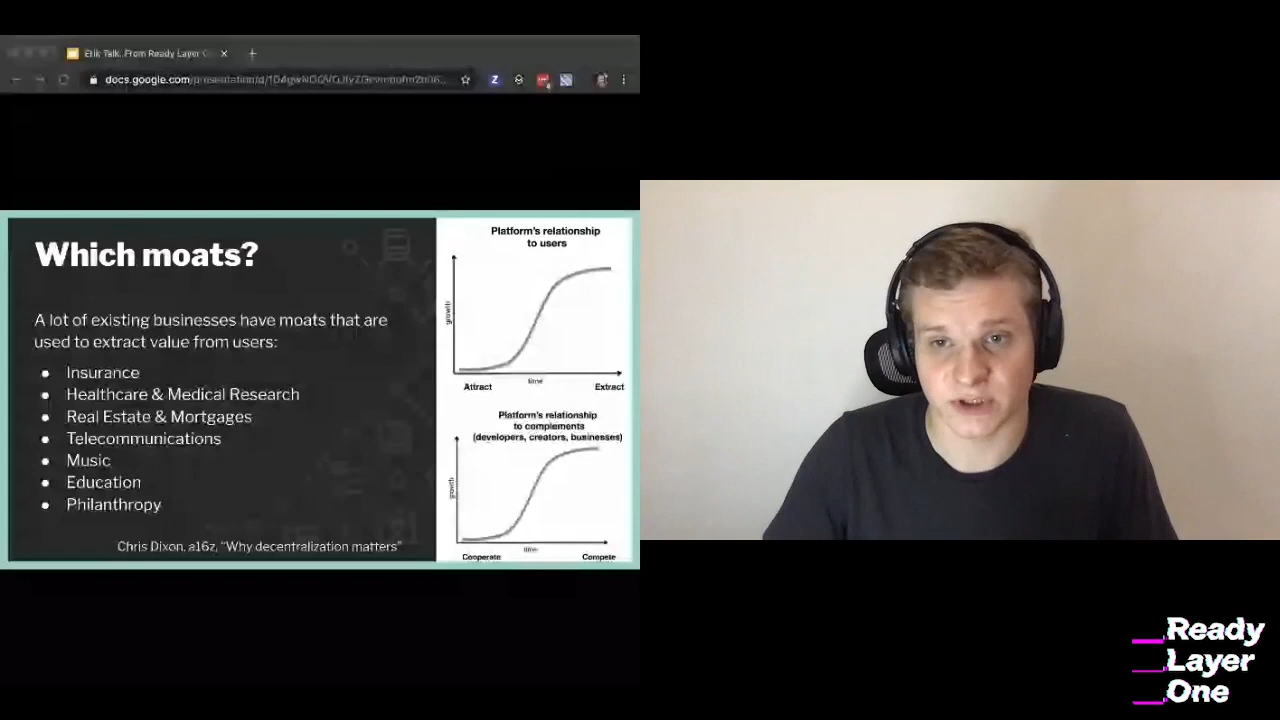 Erik Talk..From Ready Layer
docs.google.com
Which moats?
A lot of existing businesses have moats that are
used to extract value from users:
● Insurance
● Healthcare & Medical Research
● Real Estate & Mortgages
● Telecommunications
● Music
● Education
● Philanthropy
Chris Dixon, a16z, “Why decentralization matters”
Platform’s relationship
to users
growth
time
Attract
Extract
Platform’s relationship
to complements
(developers, creators, businesses)
growth
time
Cooperate
Compete
Ready
Layer
One